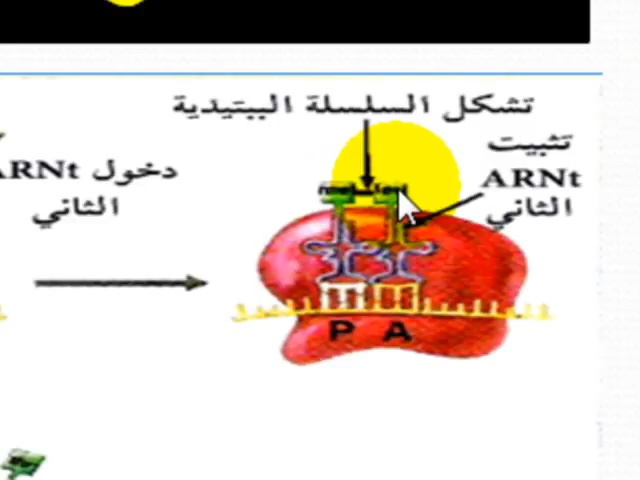 تشكل السلسلة الببتيدية
تثبيت
ARNt
الثاني
دخول ARNt
الثاني
P A